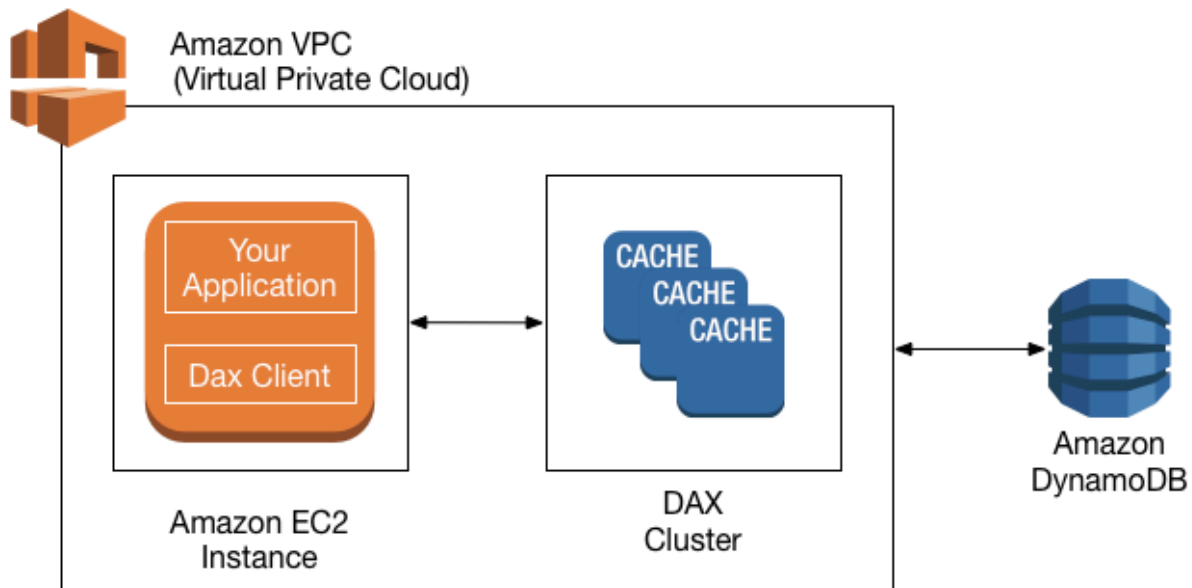 Amazon VPC
(Virtual Private Cloud)
Your
Application
Dax Client
CACHE
CACHE
CACHE
Amazon EC2
Instance
DAX
Cluster
Amazon
DynamoDB